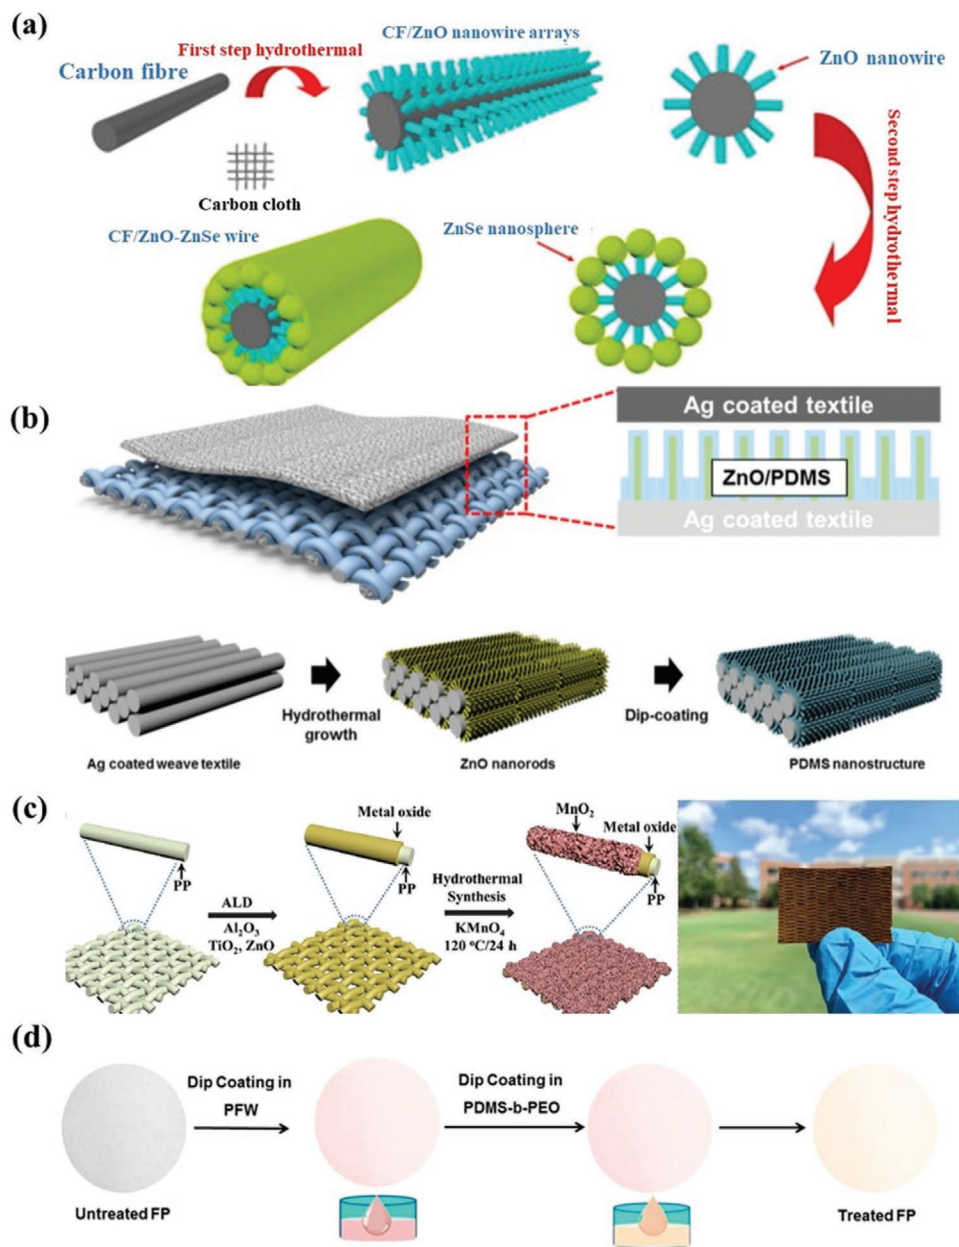 (a)
First step hydrothermal
CF/ZnO nanowire arrays
Carbon fibre
ZnO nanowire
Carbon cloth
Second step hydrothermal
CF/ZnO-ZnSe wire
ZnSe nanosphere
(b)
Ag coated textile
ZnO/PDMS
Ag coated textile
Hydrothermal
growth
Dip-coating
Ag coated weave textile
ZnO nanorods
PDMS nanostructure
(c)
PP
ALD
Al₂O₃
TiO₂, ZnO
Metal oxide
PP
Hydrothermal
Synthesis
KMnO₄
120 °C/24 h
MnO₂
Metal oxide
PP
(d)
Dip Coating in
PFW
Dip Coating in
PDMS-b-PEO
Untreated FP
Treated FP